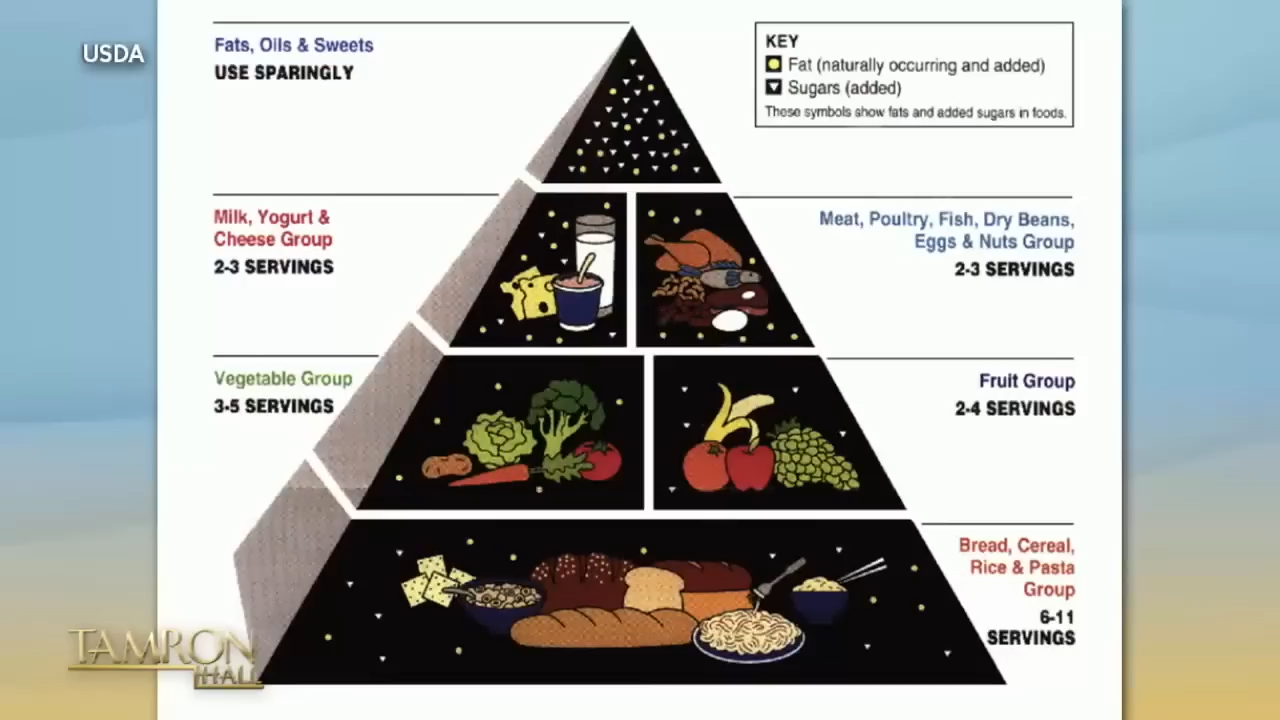 USDA
Fats, Oils & Sweets
USE SPARINGLY
KEY
Fat (naturally occurring and added)
Sugars (added)
These symbols show fats and added sugars in foods.
Milk, Yogurt &
Cheese Group
2-3 SERVINGS
Meat, Poultry, Fish, Dry Beans,
Eggs & Nuts Group
2-3 SERVINGS
Vegetable Group
3-5 SERVINGS
Fruit Group
2-4 SERVINGS
Bread, Cereal,
Rice & Pasta
Group
6-11
SERVINGS
TAMRON
HALL